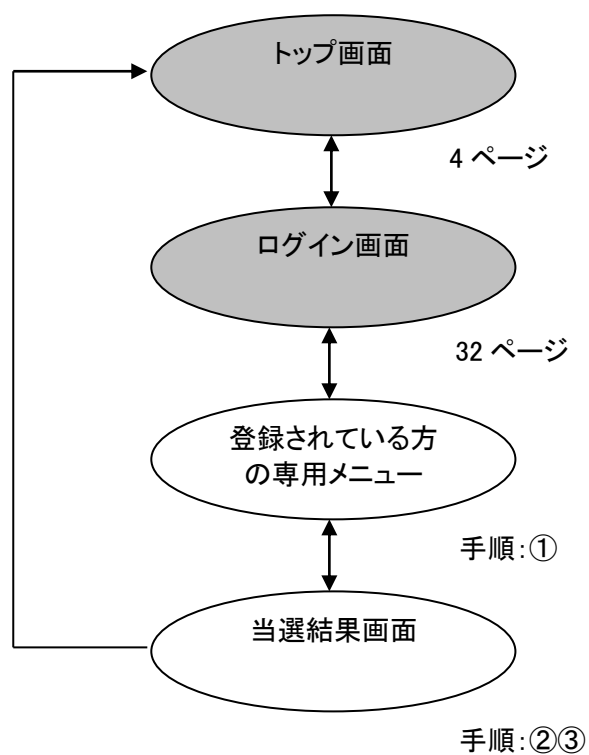 トップ画面
4 ページ
ログイン画面
32 ページ
登録されている方
の専用メニュー
手順:①
当選結果画面
手順:②③